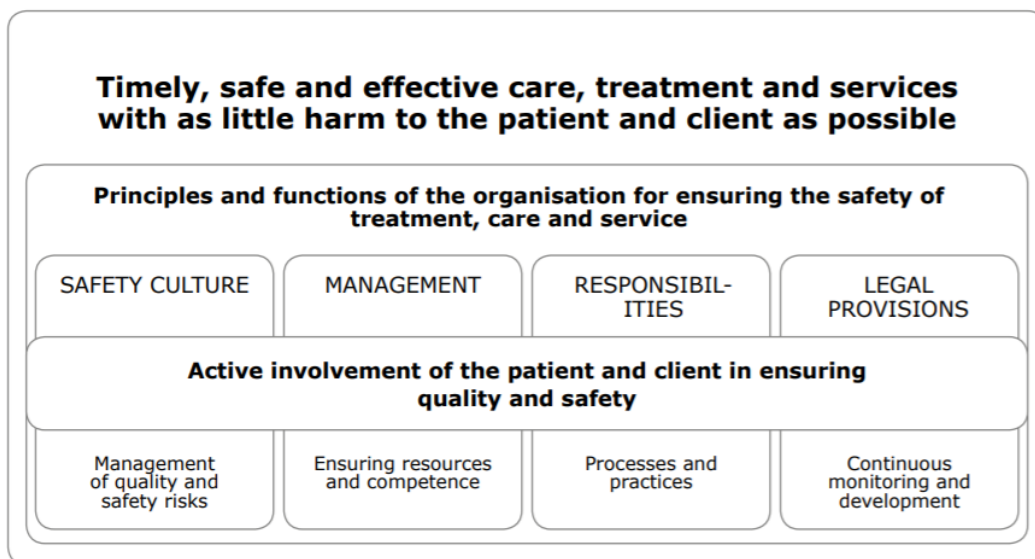 Timely, safe and effective care, treatment and services
with as little harm to the patient and client as possible
Principles and functions of the organisation for ensuring the safety of
treatment, care and service
SAFETY CULTURE
MANAGEMENT
RESPONSIBIL-
ITIES
LEGAL
PROVISIONS
Active involvement of the patient and client in ensuring
quality and safety
Management
of quality and
safety risks
Ensuring resources
and competence
Processes and
practices
Continuous
monitoring and
development